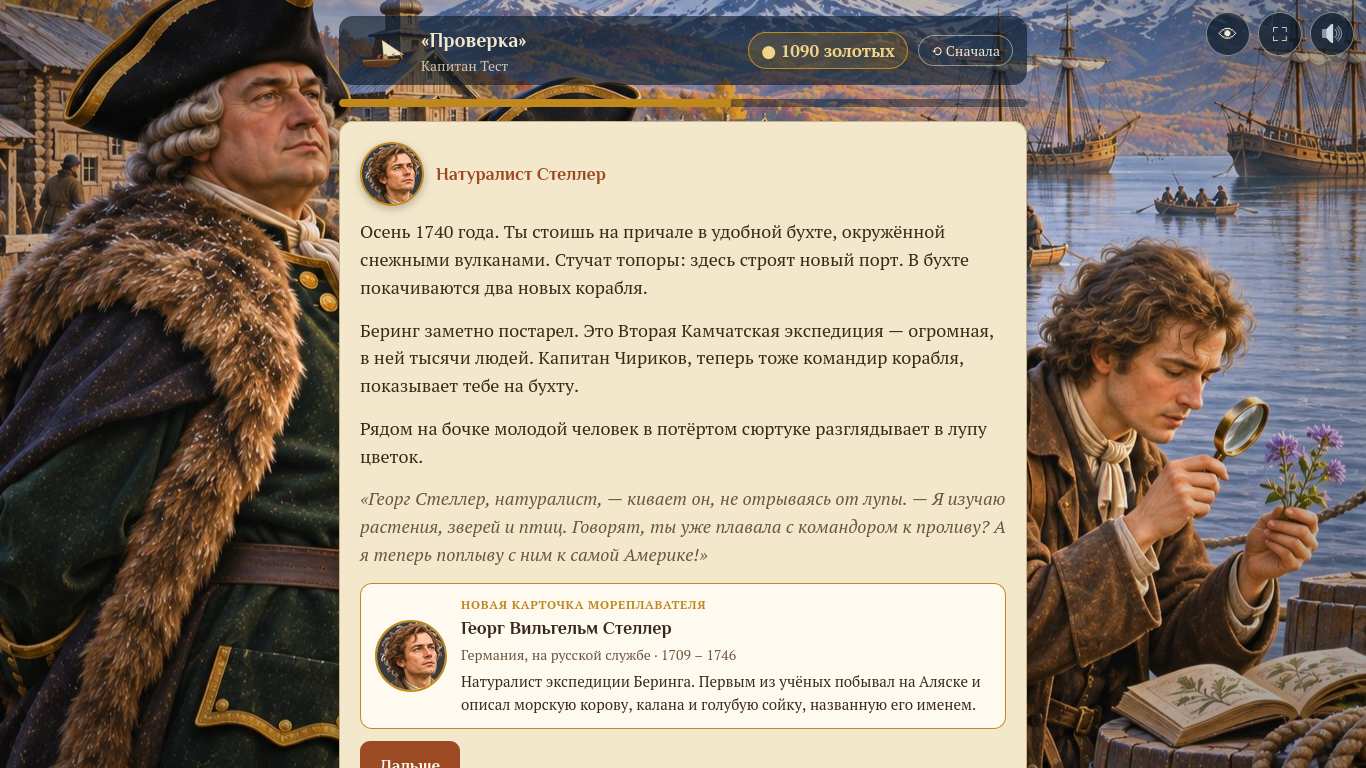 «Проверка»
Капитан Тест
1090 золотых
⟲ Сначала
Натуралист Стеллер
Осень 1740 года. Ты стоишь на причале в удобной бухте, окружённой
снежными вулканами. Стучат топоры: здесь строят новый порт. В бухте
покачиваются два новых корабля.
Беринг заметно постарел. Это Вторая Камчатская экспедиция — огромная,
в ней тысячи людей. Капитан Чириков, теперь тоже командир корабля,
показывает тебе на бухту.
Рядом на бочке молодой человек в потёртом сюртуке разглядывает в лупу
цветок.
«Георг Стеллер, натуралист, — кивает он, не отрываясь от лупы. — Я изучаю
растения, зверей и птиц. Говорят, ты уже плавала с командором к проливу? А
я теперь поплыву с ним к самой Америке!»
НОВАЯ КАРТОЧКА МОРЕПЛАВАТЕЛЯ
Георг Вильгельм Стеллер
Германия, на русской службе · 1709 – 1746
Натуралист экспедиции Беринга. Первым из учёных побывал на Аляске и
описал морскую корову, калана и голубую сойку, названную его именем.
Дальше